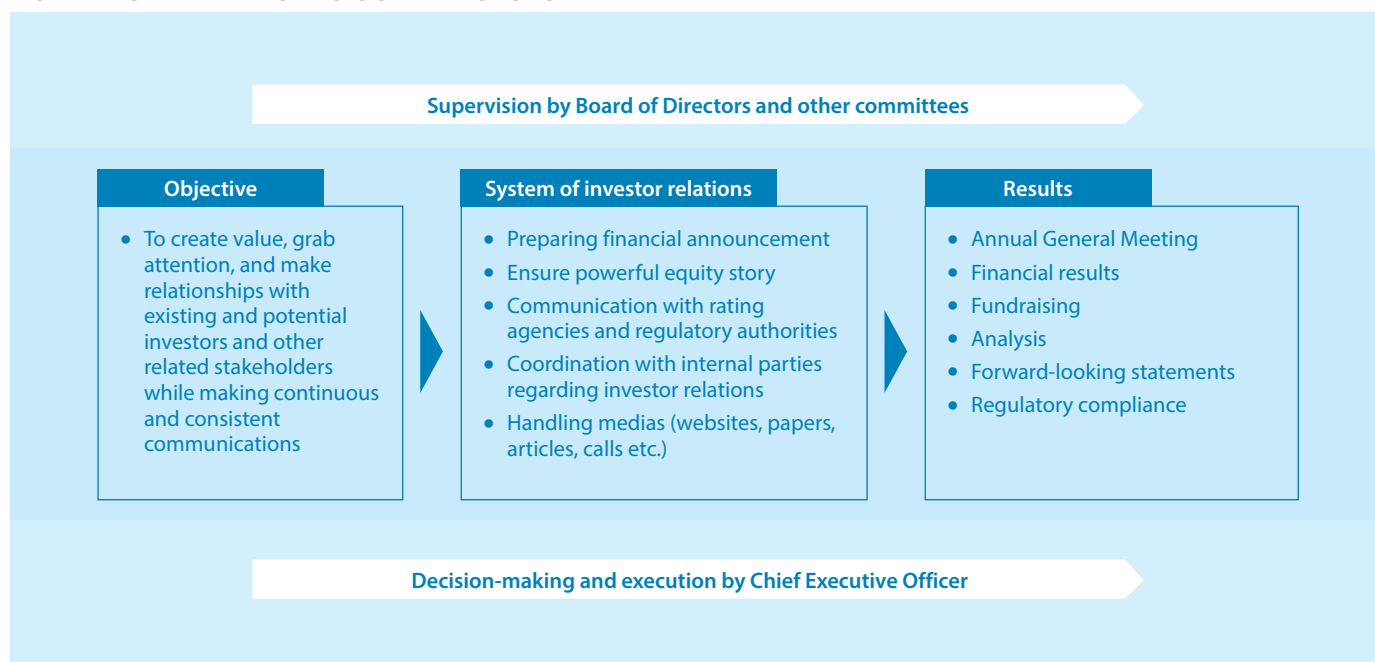 Supervision by Board of Directors and other committees
Objective
• To create value, grab
attention, and make
relationships with
existing and potential
investors and other
related stakeholders
while making continuous
and consistent
communications
System of investor relations
• Preparing financial announcement
• Ensure powerful equity story
• Communication with rating
agencies and regulatory authorities
• Coordination with internal parties
regarding investor relations
• Handling medias (websites, papers,
articles, calls etc.)
Results
• Annual General Meeting
• Financial results
• Fundraising
• Analysis
• Forward-looking statements
• Regulatory compliance
Decision-making and execution by Chief Executive Officer